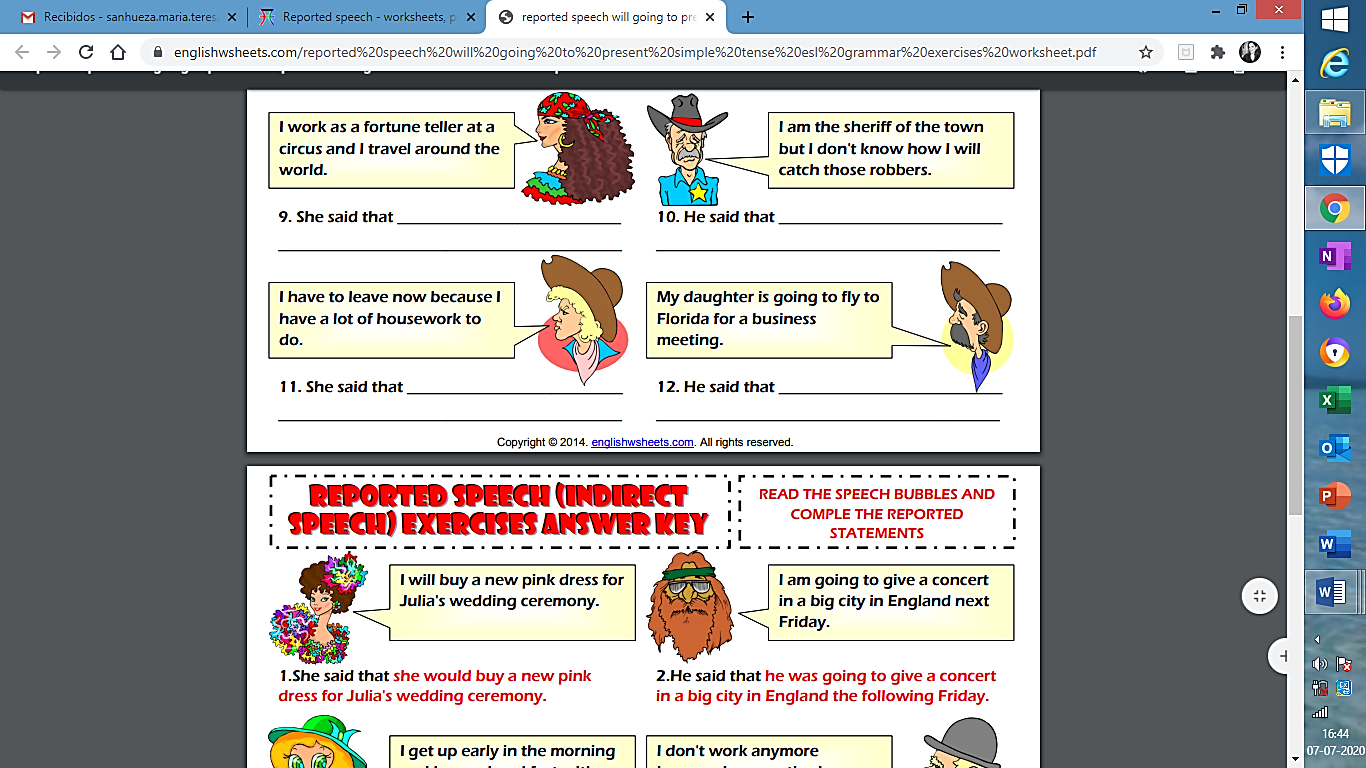 Recibidos - sanhueza.maria.teres
Reported speech - worksheets, p
reported speech will going to pre
englishwsheets.com/reported%20speech%20will%20going%20to%20present%20simple%20tense%20esl%20grammar%20exercises%20worksheet.pdf
I work as a fortune teller at a
circus and I travel around the
world.
I am the sheriff of the town
but I don't know how I will
catch those robbers.
9. She said that
10. He said that
I have to leave now because I
have a lot of housework to
do.
My daughter is going to fly to
Florida for a business
meeting.
11. She said that
12. He said that
Copyright © 2014. englishwsheets.com. All rights reserved.
REPORTED SPEECH (INDIRECT
SPEECH) EXERCISES ANSWER KEY
READ THE SPEECH BUBBLES AND
COMPLE THE REPORTED
STATEMENTS
I will buy a new pink dress for
Julia's wedding ceremony.
I am going to give a concert
in a big city in England next
Friday.
1.She said that she would buy a new pink
dress for Julia's wedding ceremony.
2.He said that he was going to give a concert
in a big city in England the following Friday.
I get up early in the morning
I don't work anymore
16:44
07-07-2020